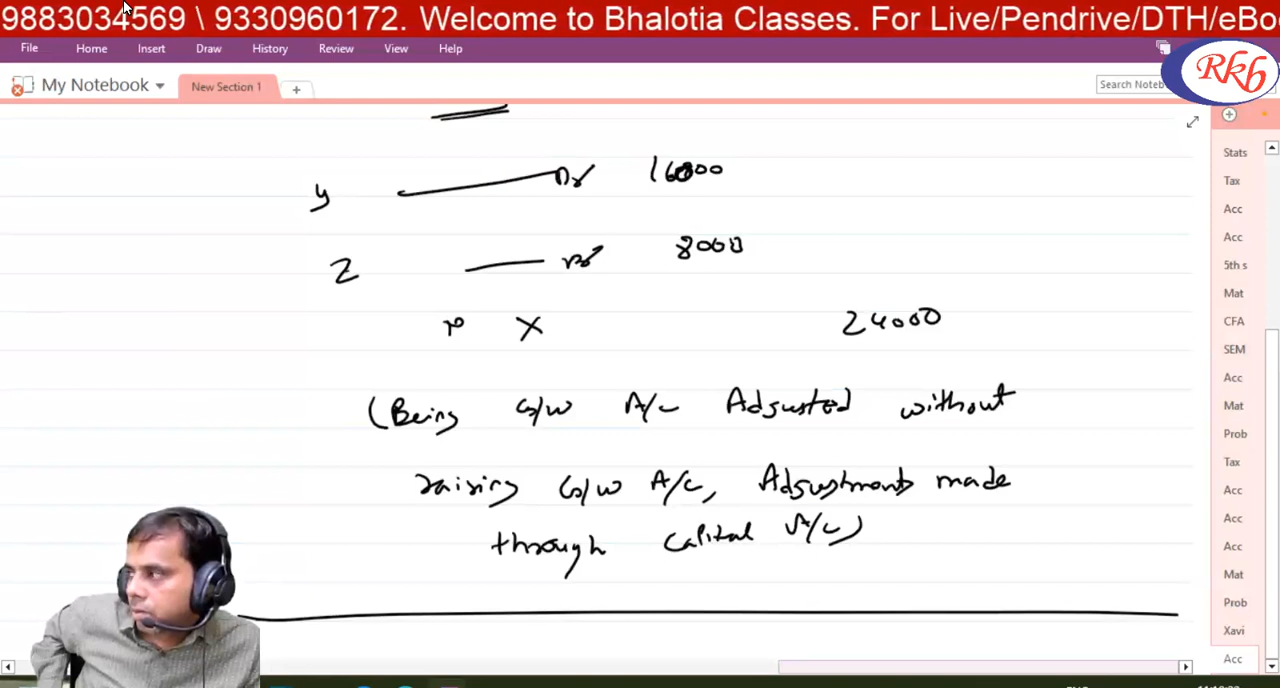 9883034569 \ 9330960172. Welcome to Bhalotia Classes. For Live/Pendrive/DTH/eBo
File Home Insert Draw History Review View Help
Rkb
My Notebook New Section 1 + Search Noteb
y Dr 16000
Z Dr 8000
To X 24000
(Being G/W A/C Adjusted without
raising G/W A/C, Adjustment made
through Capital A/C)
Stats
Tax
Acc
Acc
5th s
Mat
CFA
SEM
Acc
Mat
Prob
Tax
Acc
Acc
Acc
Mat
Prob
Xavi
Acc